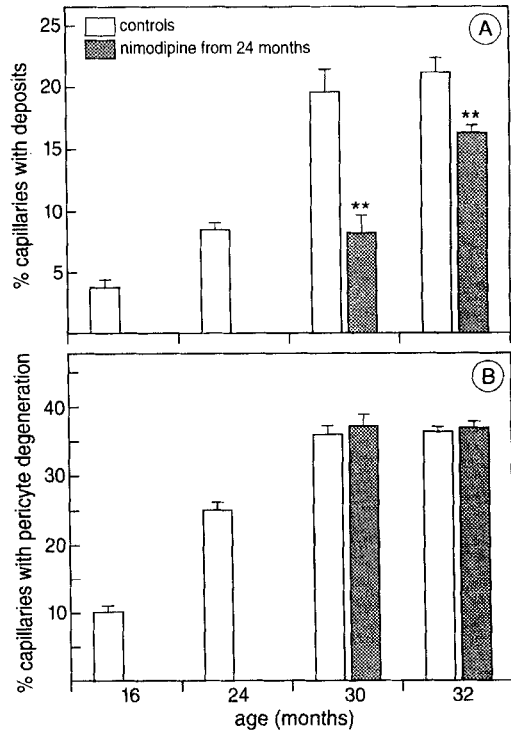 25
20
15
10
5
% capillaries with deposits
controls
nimodipine from 24 months
A
**
**
B
40
30
20
10
% capillaries with pericyte degeneration
16 24 30 32
age (months)